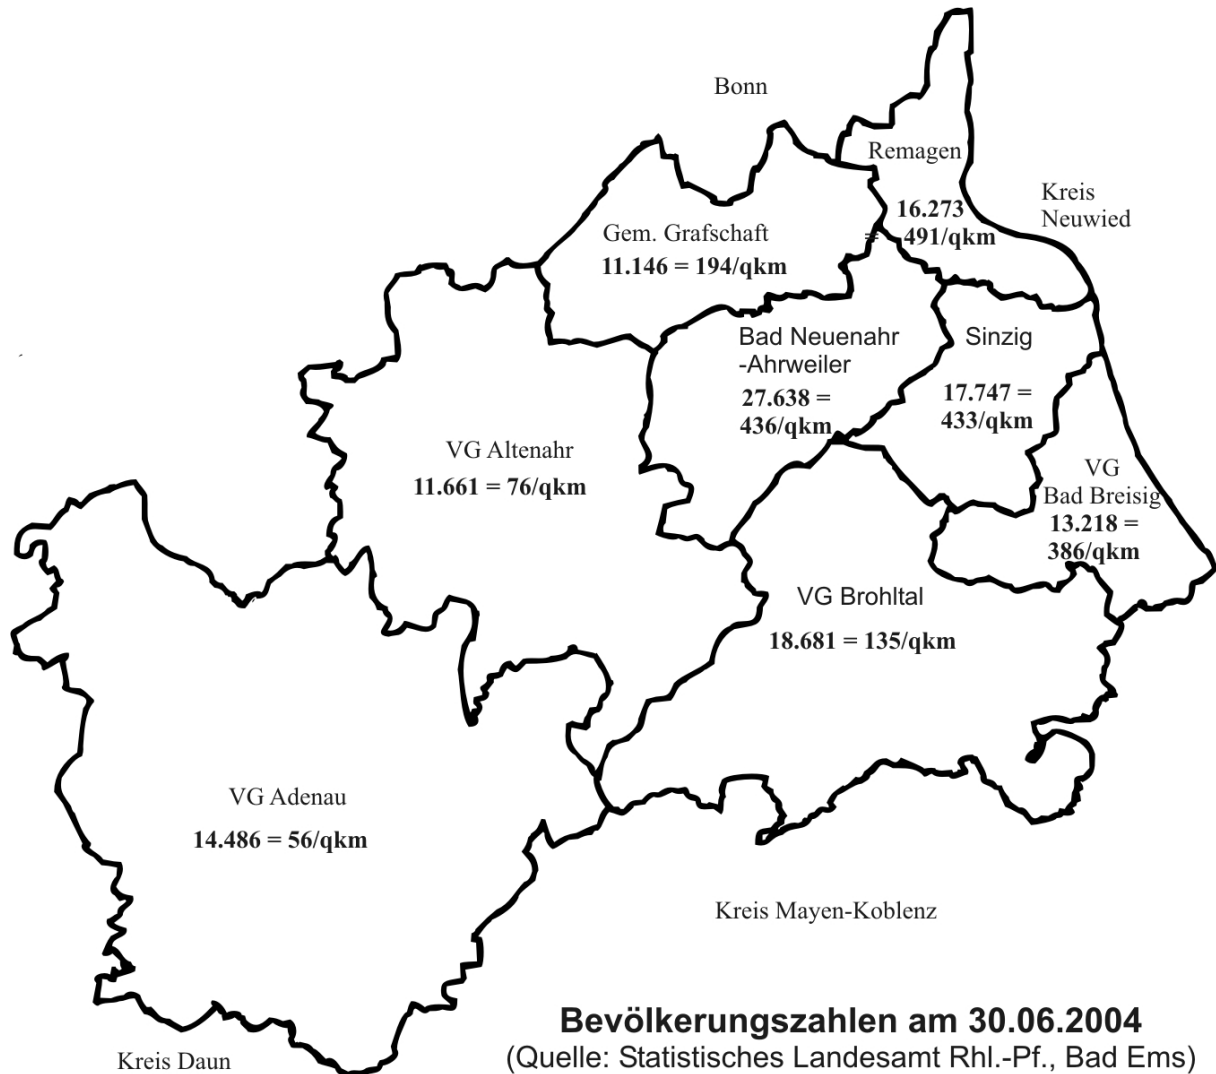 Bonn
Remagen
16.273
= 491/qkm
Kreis
Neuwied
Gem. Grafschaft
11.146 = 194/qkm
Bad Neuenahr
-Ahrweiler
27.638 =
436/qkm
Sinzig
17.747 =
433/qkm
VG Altenahr
11.661 = 76/qkm
VG
Bad Breisig
13.218 =
386/qkm
VG Brohltal
18.681 = 135/qkm
VG Adenau
14.486 = 56/qkm
Kreis Mayen-Koblenz
Kreis Daun
Bevölkerungszahlen am 30.06.2004
(Quelle: Statistisches Landesamt Rhl.-Pf., Bad Ems)